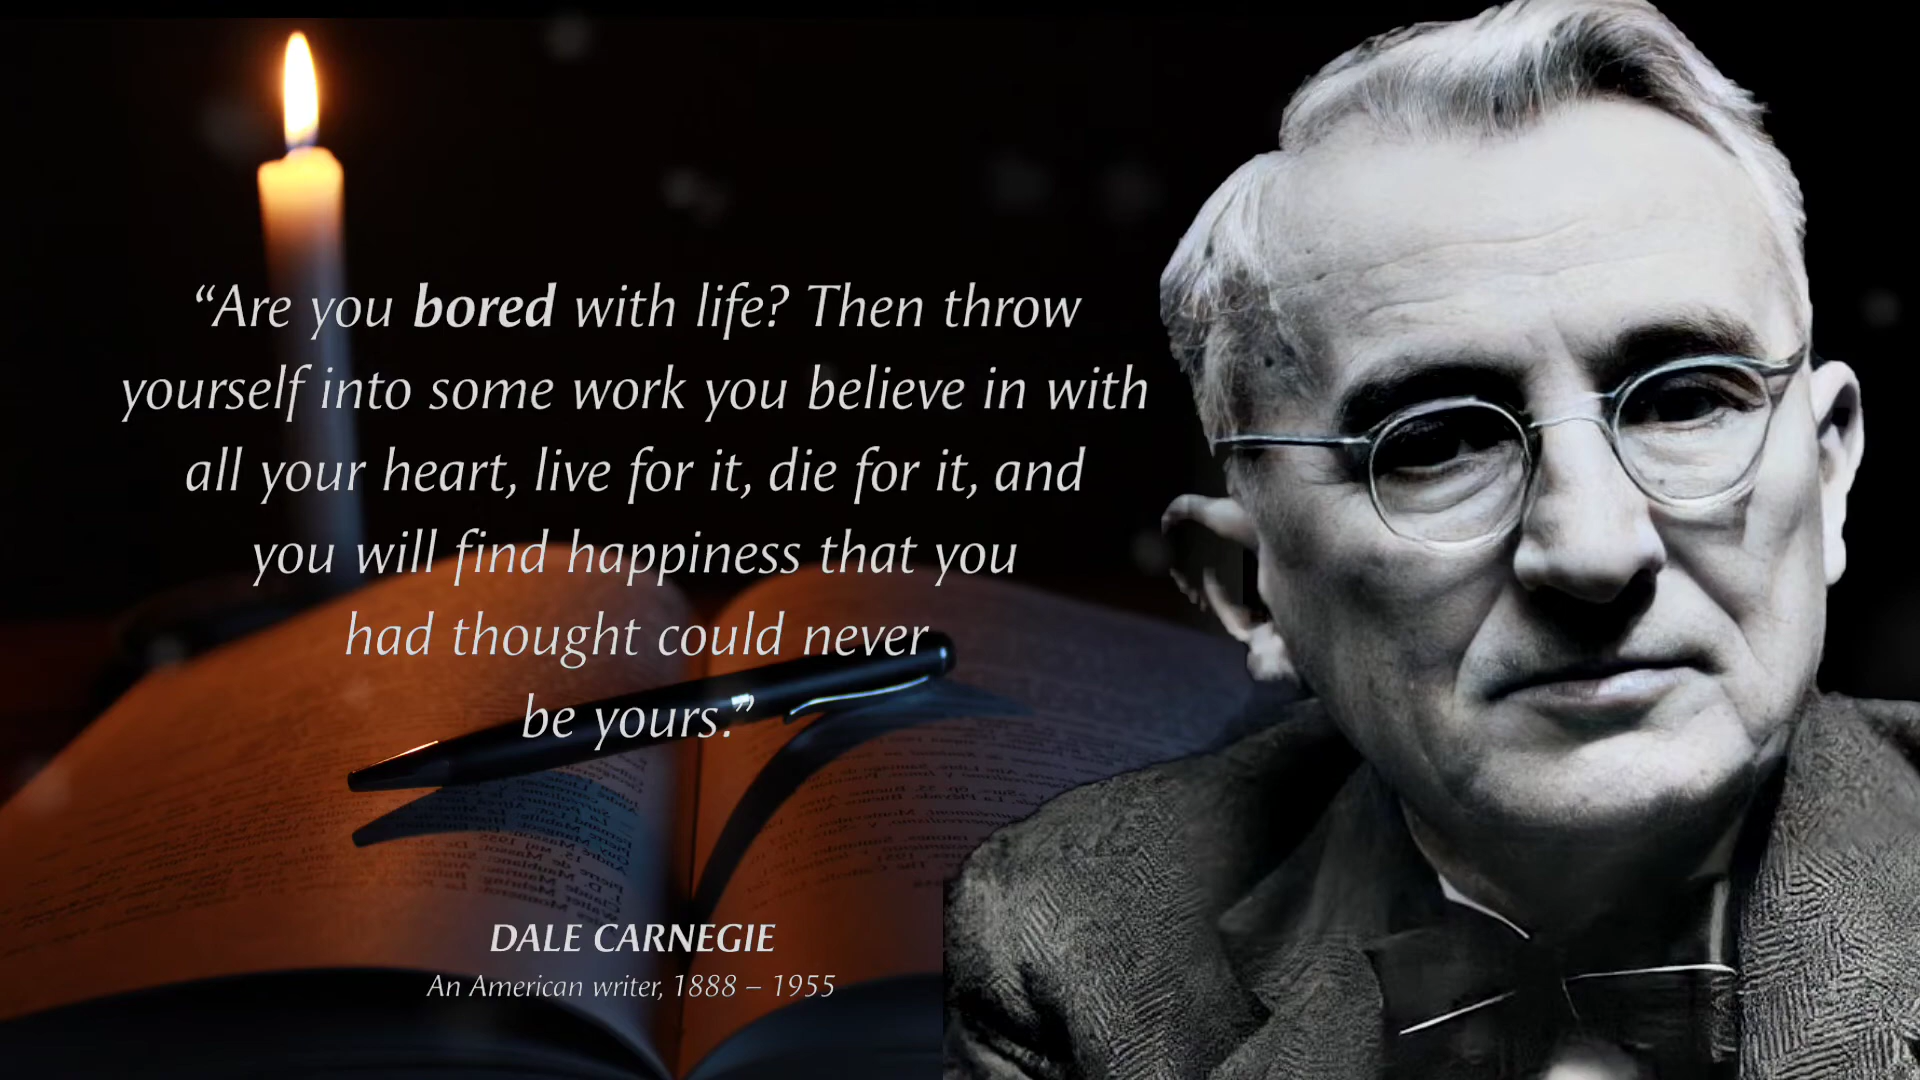 “Are you bored with life? Then throw
yourself into some work you believe in with
all your heart, live for it, die for it, and
you will find happiness that you
had thought could never
be yours.”
DALE CARNEGIE
An American writer, 1888 – 1955